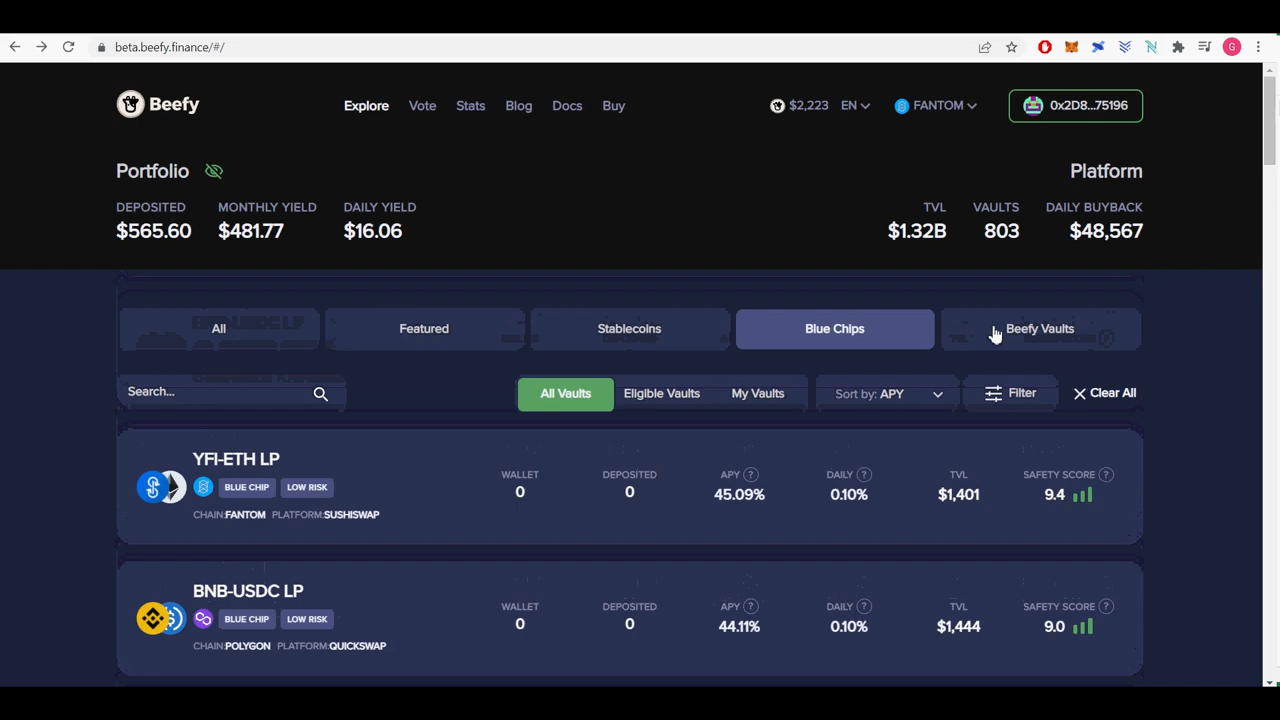 beta.beefy.finance/#/
G
Beefy
Explore Vote Stats Blog Docs Buy
$2,223 EN FANTOM 0x2D8...75196
Portfolio Platform
DEPOSITED MONTHLY YIELD DAILY YIELD TVL VAULTS DAILY BUYBACK
$565.60 $481.77 $16.06 $1.32B 803 $48,567
All Featured Stablecoins Blue Chips Beefy Vaults
Search... All Vaults Eligible Vaults My Vaults Sort by: APY Filter Clear All
YFI-ETH LP
BLUE CHIP LOW RISK
CHAIN:FANTOM PLATFORM:SUSHISWAP
WALLET DEPOSITED APY ? DAILY ? TVL SAFETY SCORE ?
0 0 45.09% 0.10% $1,401 9.4
BNB-USDC LP
BLUE CHIP LOW RISK
CHAIN:POLYGON PLATFORM:QUICKSWAP
WALLET DEPOSITED APY ? DAILY ? TVL SAFETY SCORE ?
0 0 44.11% 0.10% $1,444 9.0